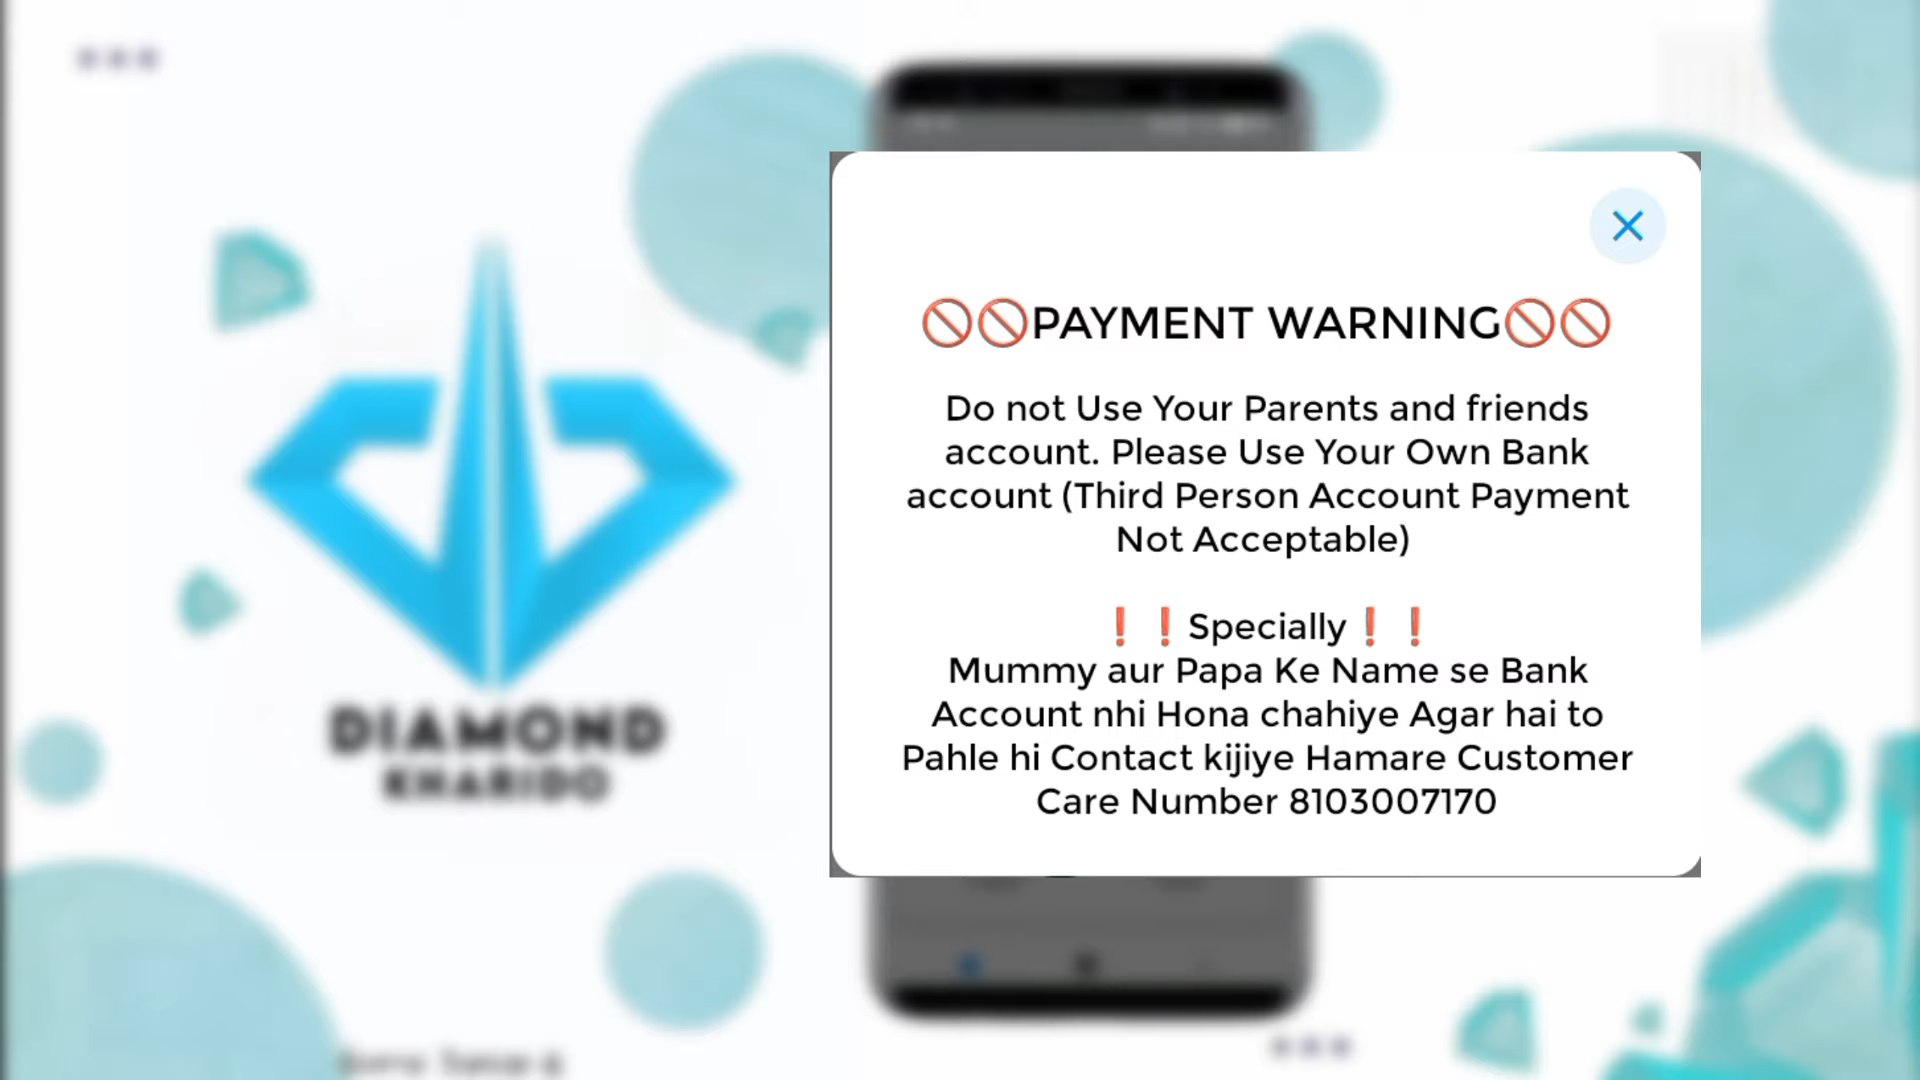 DIAMOND
KHARIDO
🚫🚫PAYMENT WARNING🚫🚫
Do not Use Your Parents and friends
account. Please Use Your Own Bank
account (Third Person Account Payment
Not Acceptable)
❗❗Specially❗❗
Mummy aur Papa Ke Name se Bank
Account nhi Hona chahiye Agar hai to
Pahle hi Contact kijiye Hamare Customer
Care Number 8103007170